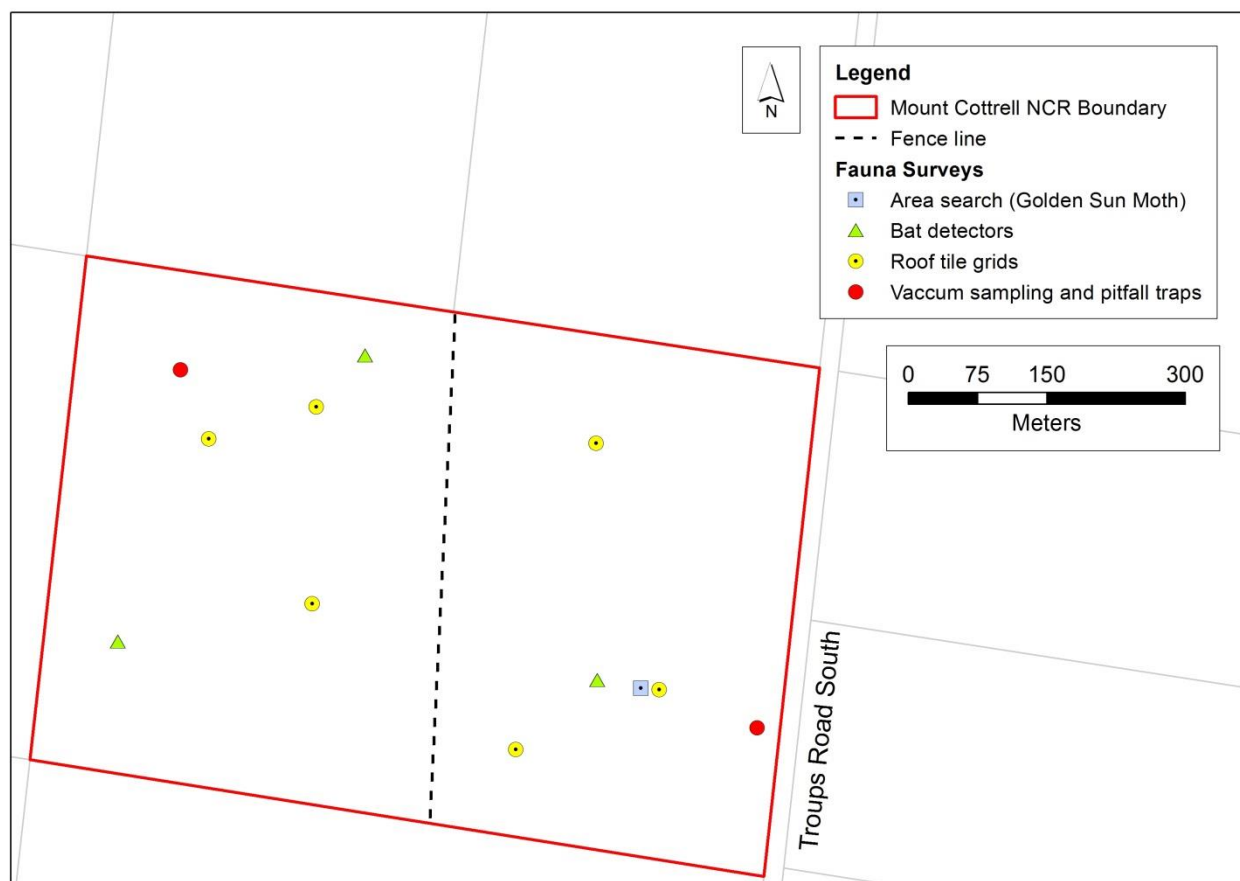 N
Legend
Mount Cottrell NCR Boundary
Fence line
Fauna Surveys
Area search (Golden Sun Moth)
Bat detectors
Roof tile grids
Vaccum sampling and pitfall traps
0 75 150 300
Meters
Troups Road South